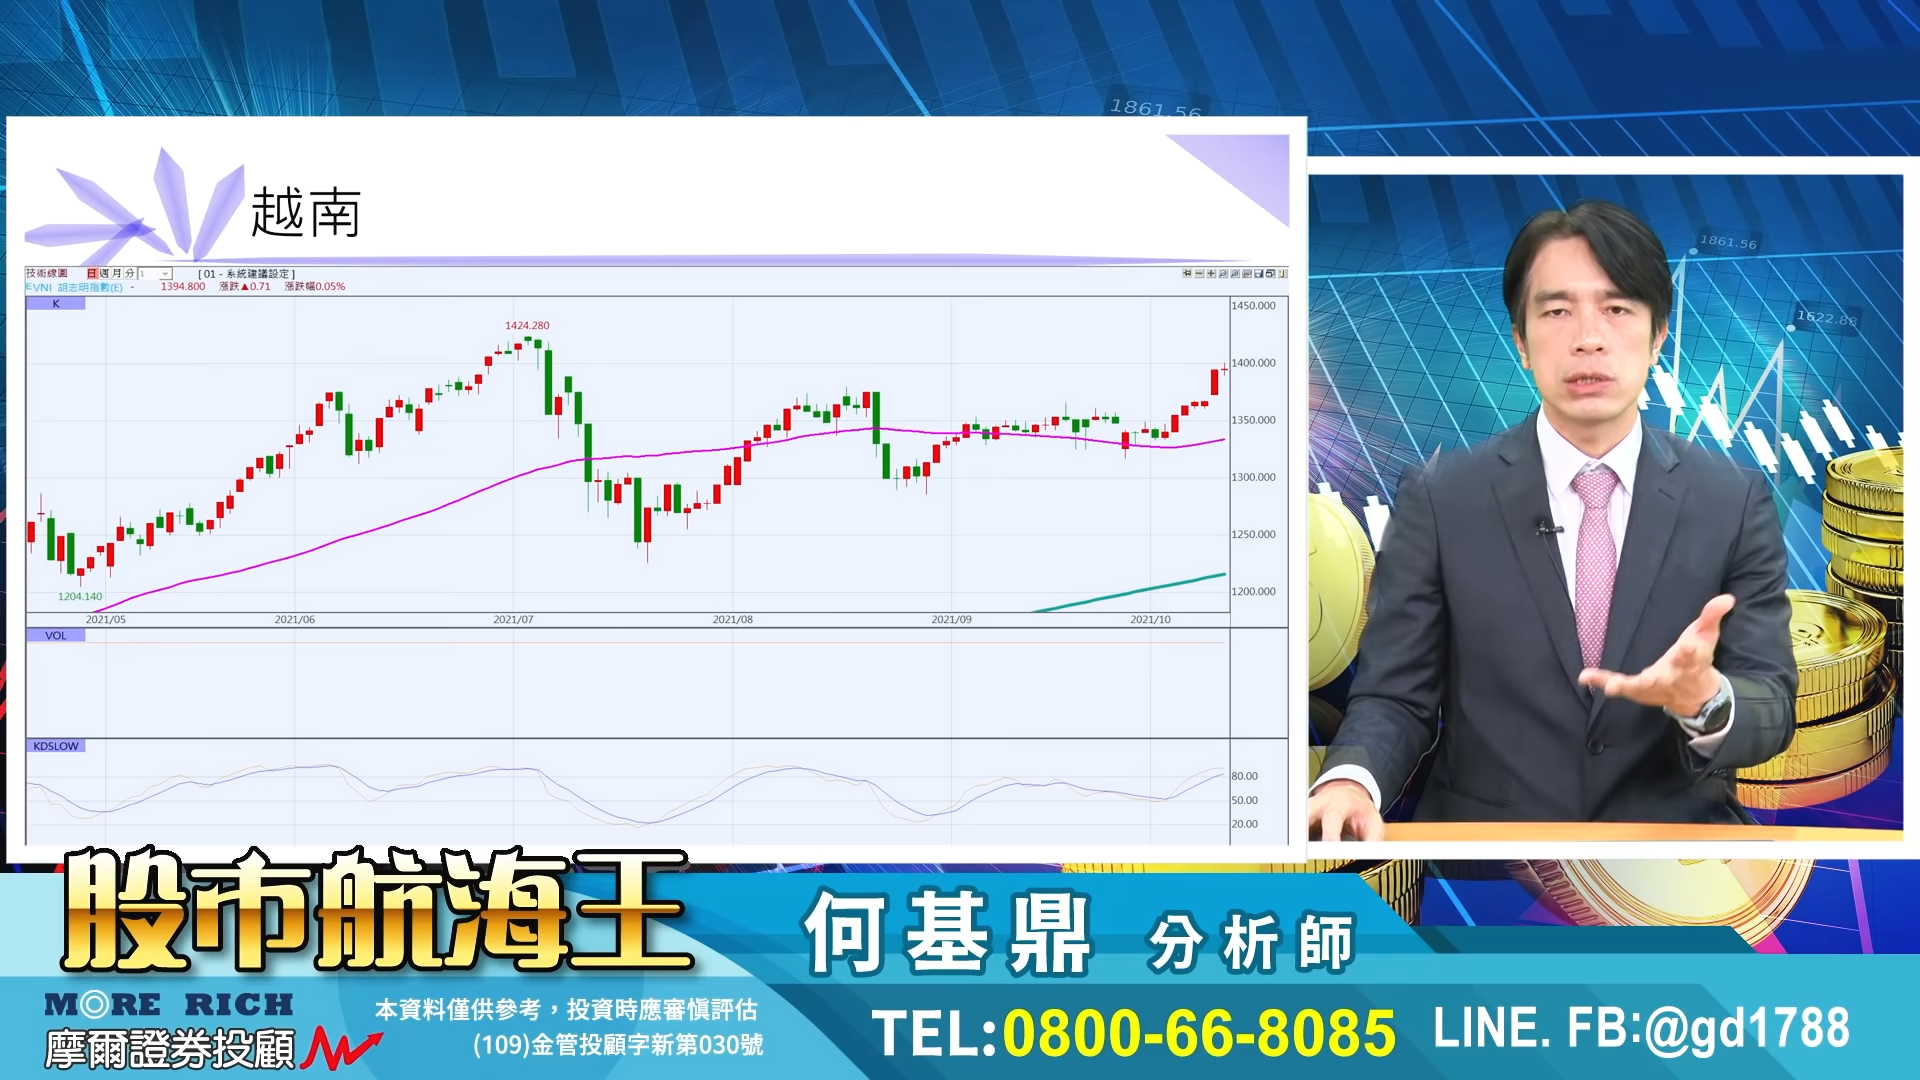 1861.56
越南
技術線圖 日 週 月 分 1 [ 01 - 系統建議設定 ]
EVNI 胡志明指數(E) - 1394.800 漲跌▲0.71 漲跌幅0.05%
K
1424.280
1204.140
1450.000
1400.000
1350.000
1300.000
1250.000
1200.000
2021/05 2021/06 2021/07 2021/08 2021/09 2021/10
VOL
KDSLOW
80.00
50.00
20.00
1861.56
1622.88
股市航海王
何基鼎 分析師
MORE RICH
摩爾證券投顧
本資料僅供參考，投資時應審慎評估
(109)金管投顧字新第030號
TEL:0800-66-8085
LINE. FB:@gd1788